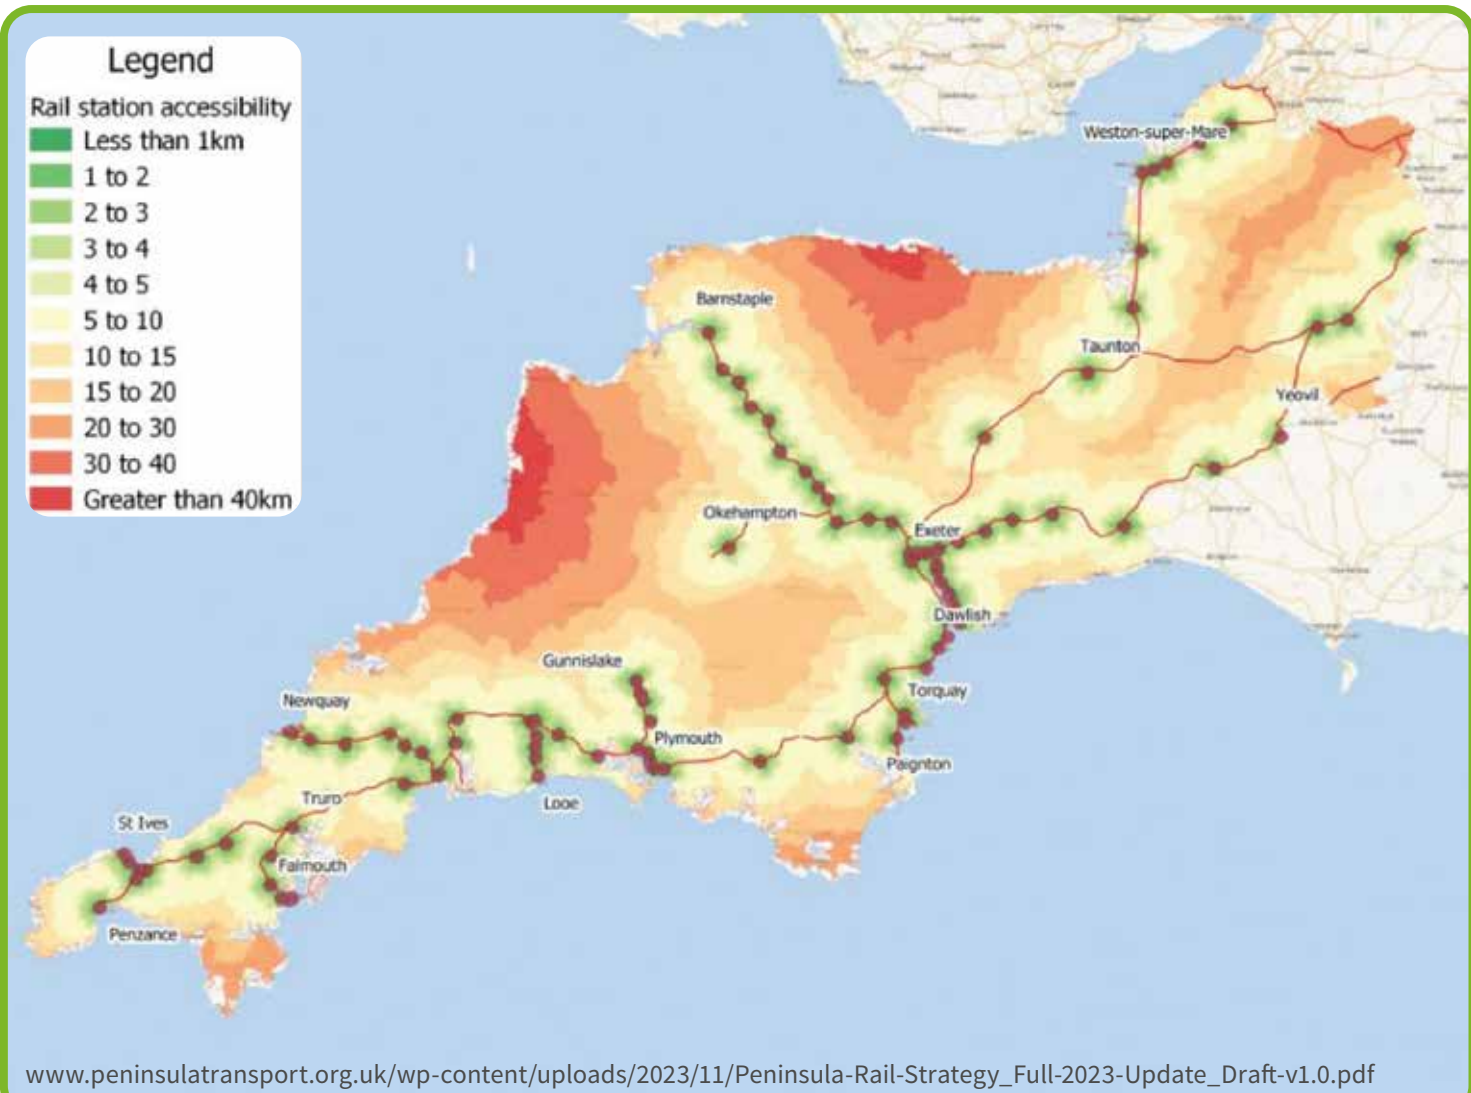 Legend
Rail station accessibility
Less than 1km
1 to 2
2 to 3
3 to 4
4 to 5
5 to 10
10 to 15
15 to 20
20 to 30
30 to 40
Greater than 40km
Weston-super-Mare
Barnstaple
Taunton
Yeovil
Okehampton
Exeter
Dawlish
Gunnislake
Torquay
Newquay
Plymouth
Paignton
Truro
Looe
St Ives
Falmouth
Penzance
www.peninsulatransport.org.uk/wp-content/uploads/2023/11/Peninsula-Rail-Strategy_Full-2023-Update_Draft-v1.0.pdf